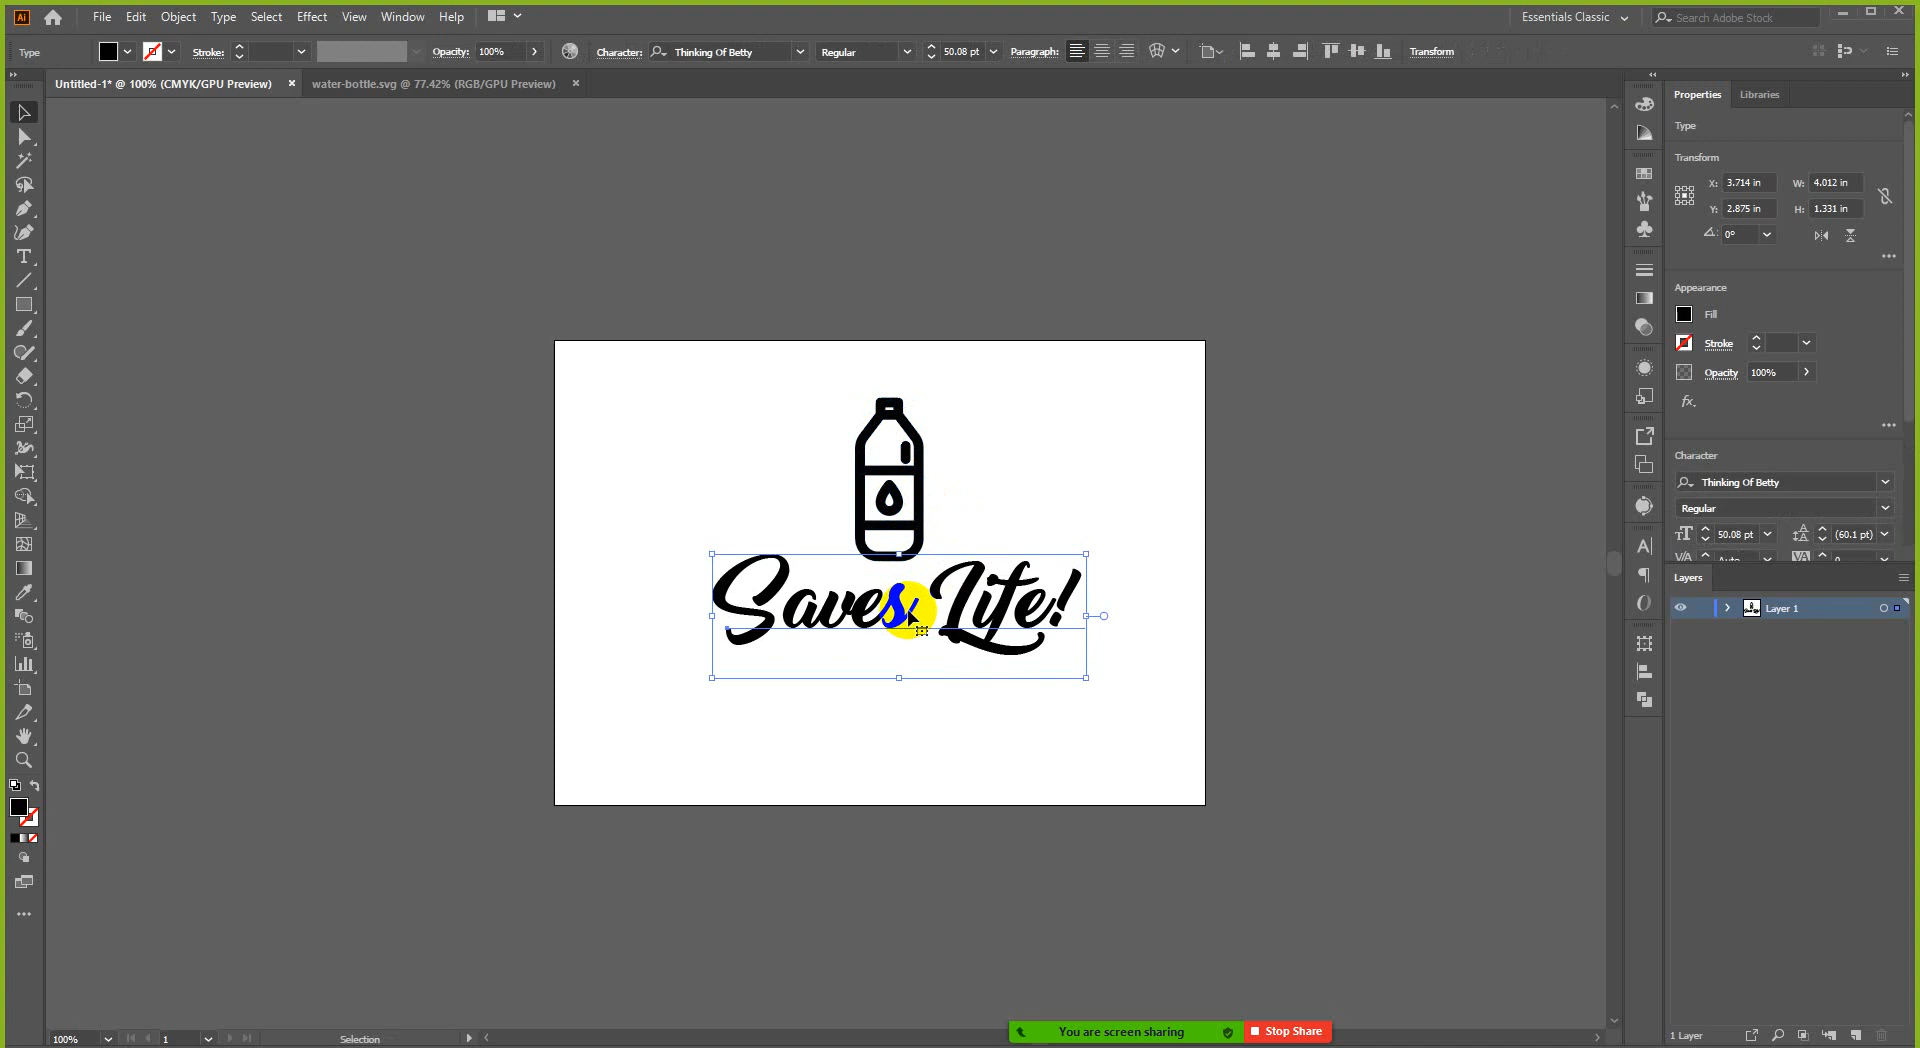 Ai File Edit Object Type Select Effect View Window Help Essentials Classic Search Adobe Stock
Type Stroke: Opacity: 100% Character: Thinking Of Betty Regular 50.08 pt Paragraph: Transform
Untitled-1* @ 100% (CMYK/GPU Preview) × water-bottle.svg @ 77.42% (RGB/GPU Preview) ×
Properties Libraries
Type
Transform
X: 3.714 in W: 4.012 in
Y: 2.875 in H: 1.331 in
0°
Appearance
Fill
Stroke
Opacity 100%
fx.
Character
Thinking Of Betty
Regular
50.08 pt (60.1 pt)
Auto 0
Layers
Layer 1
Saves Life!
You are screen sharing Stop Share
100% 1 Selection
1 Layer